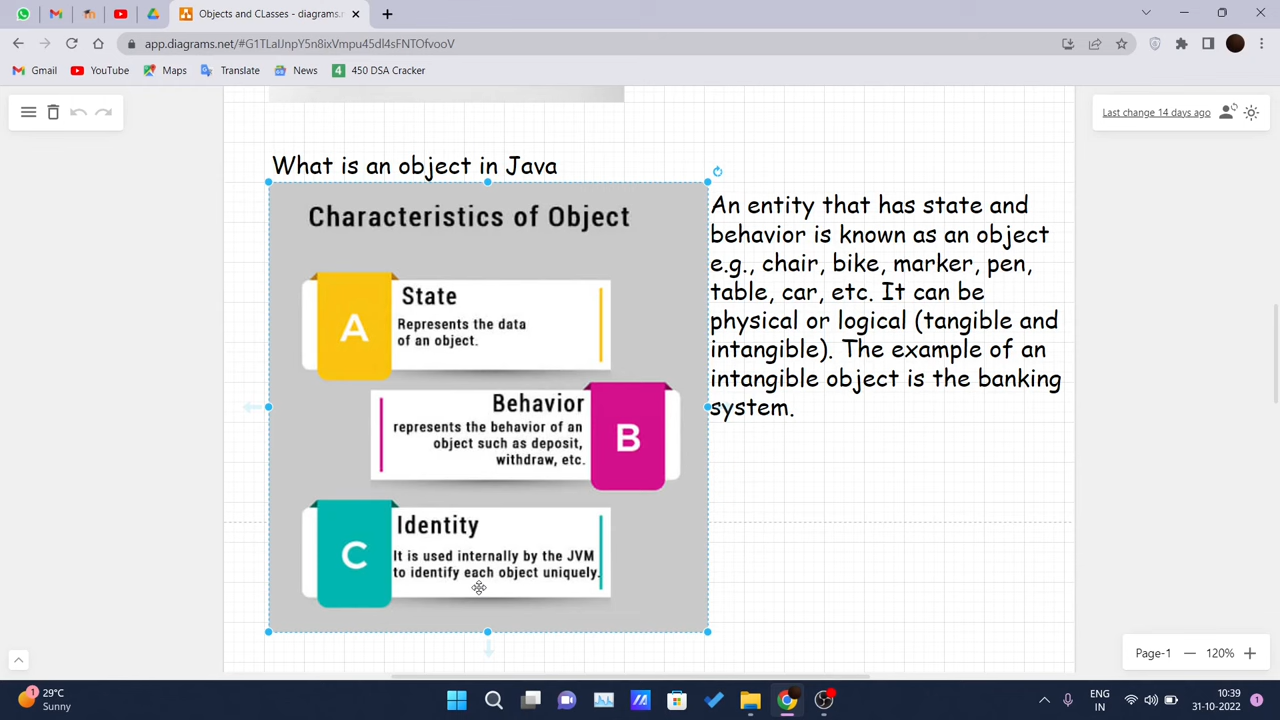 Objects and CLasses - diagrams.n
app.diagrams.net/#G1TLaIJnpY5n8ixVmpu45dl4sFNTOfvooV
Gmail
YouTube
Maps
Translate
News
4
450 DSA Cracker
Last change 14 days ago
What is an object in Java
Characteristics of Object
A
State
Represents the data
of an object.
Behavior
represents the behavior of an
object such as deposit,
withdraw, etc.
B
C
Identity
It is used internally by the JVM
to identify each object uniquely.
An entity that has state and
behavior is known as an object
e.g., chair, bike, marker, pen,
table, car, etc. It can be
physical or logical (tangible and
intangible). The example of an
intangible object is the banking
system.
Page-1
120%
1
29°C
Sunny
ENG
IN
10:39
31-10-2022
1